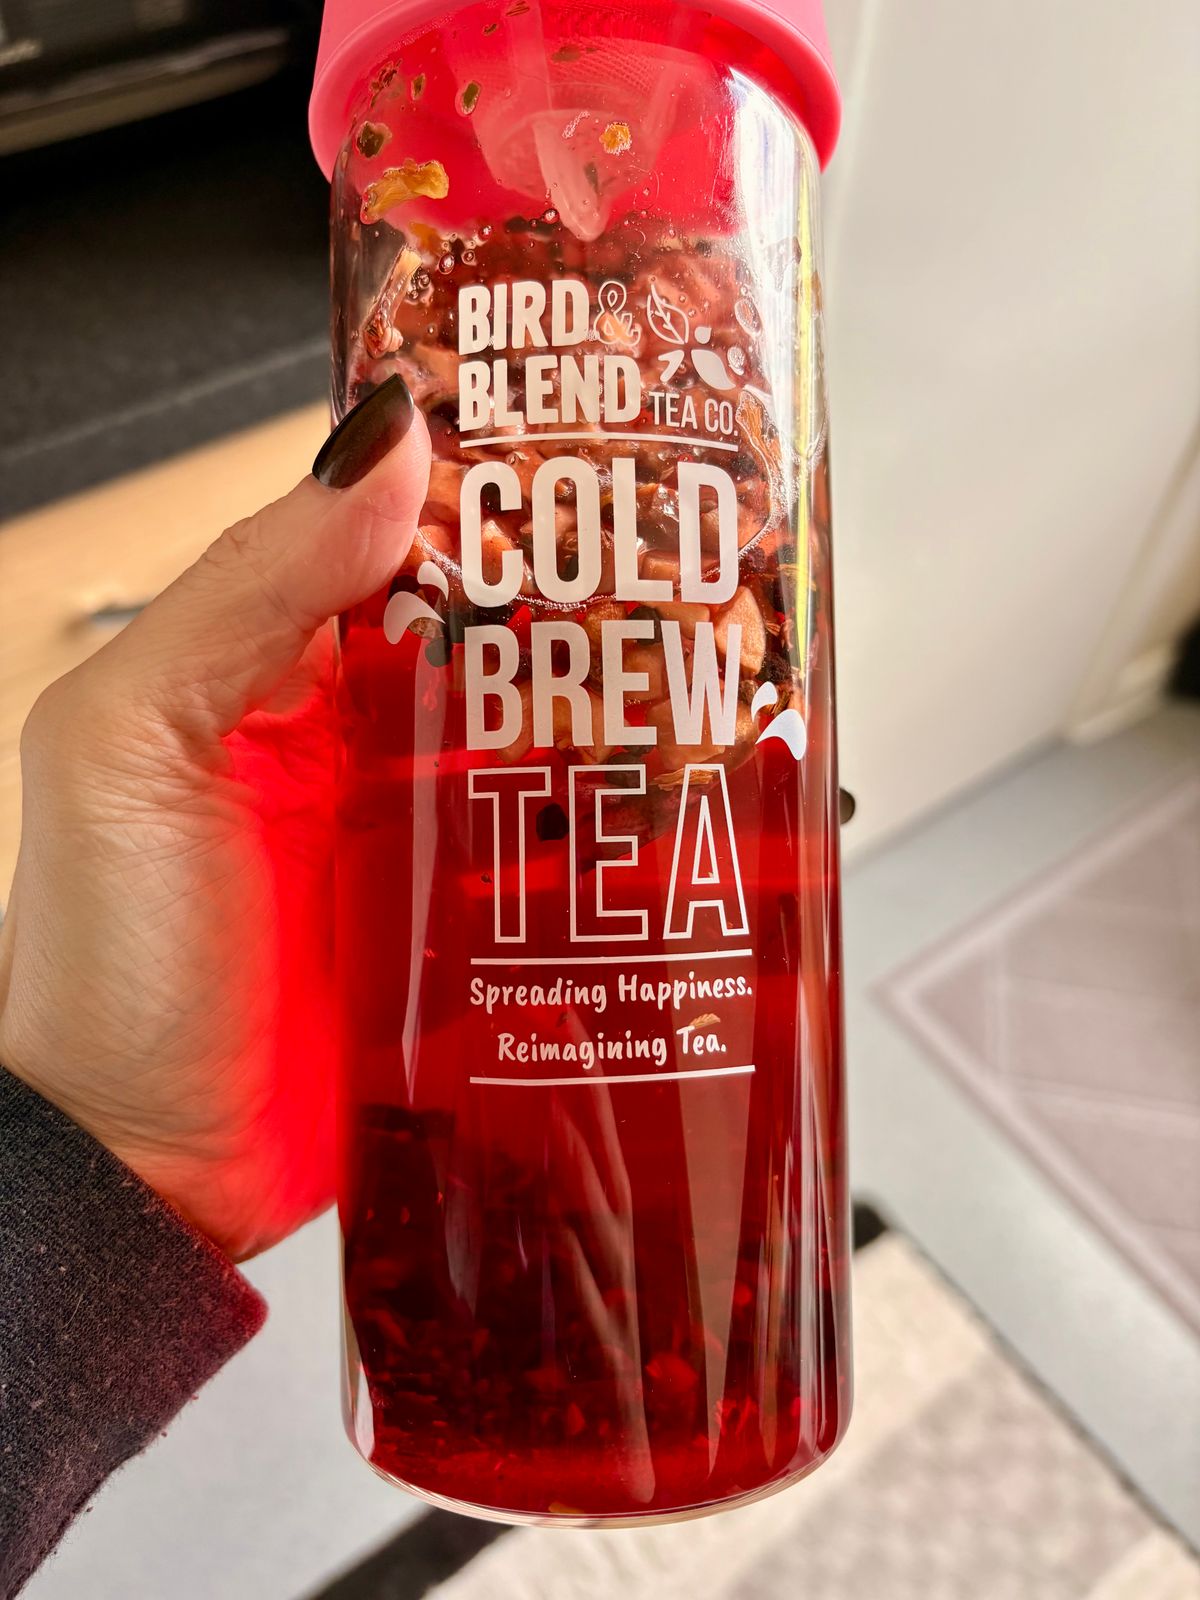 BIRD &
BLEND TEA CO.
COLD
BREW
TEA
Spreading Happiness.
Reimagining Tea.